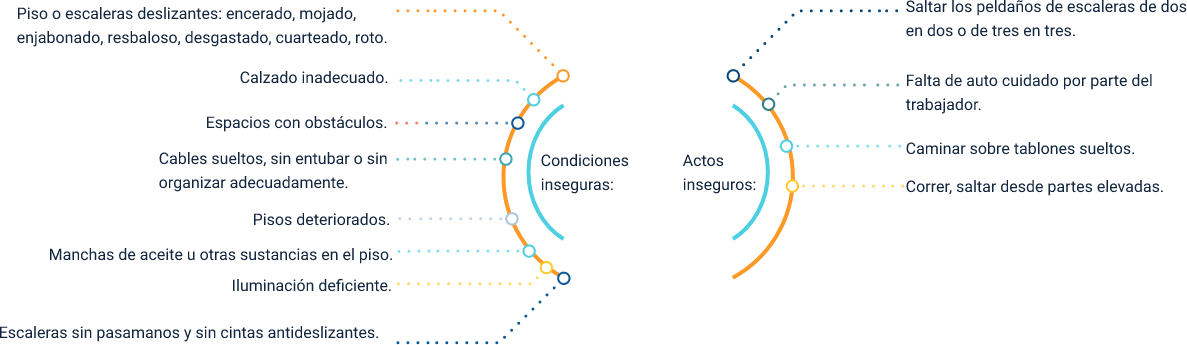 Piso o escaleras deslizantes: encerado, mojado,
enjabonado, resbaloso, desgastado, cuarteado, roto.
Calzado inadecuado.
Espacios con obstáculos.
Cables sueltos, sin entubar o sin
organizar adecuadamente.
Pisos deteriorados.
Manchas de aceite u otras sustancias en el piso.
Iluminación deficiente.
Escaleras sin pasamanos y sin cintas antideslizantes.
Condiciones
inseguras:
Actos
inseguros:
Saltar los peldaños de escaleras de dos
en dos o de tres en tres.
Falta de auto cuidado por parte del
trabajador.
Caminar sobre tablones sueltos.
Correr, saltar desde partes elevadas.